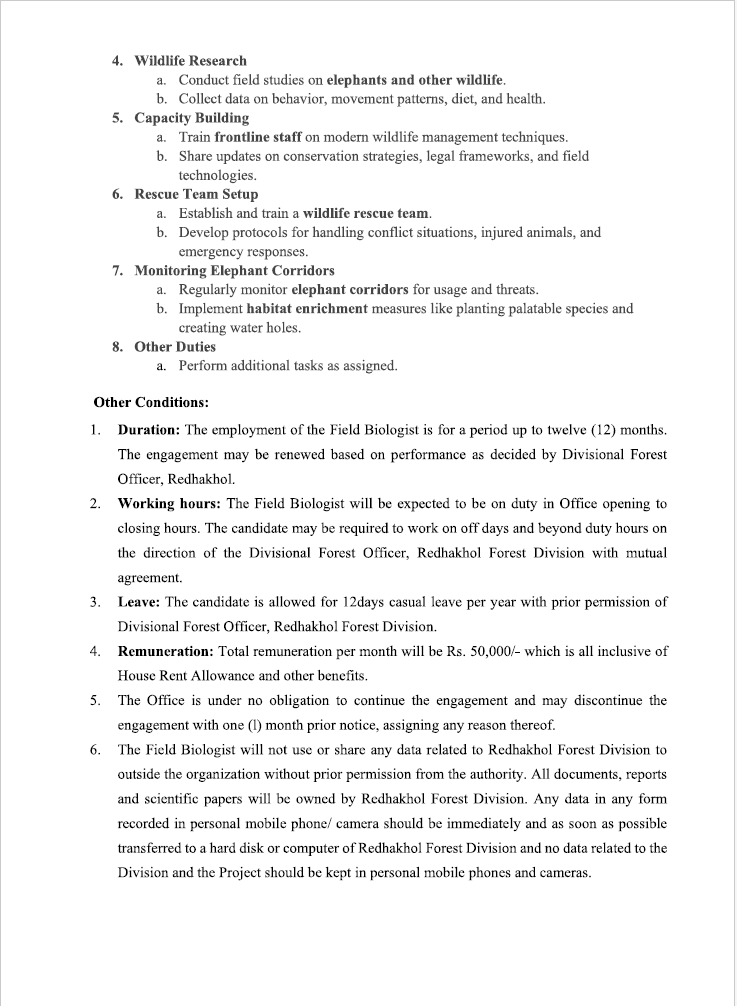 4. Wildlife Research
a. Conduct field studies on elephants and other wildlife.
b. Collect data on behavior, movement patterns, diet, and health.
5. Capacity Building
a. Train frontline staff on modern wildlife management techniques.
b. Share updates on conservation strategies, legal frameworks, and field
technologies.
6. Rescue Team Setup
a. Establish and train a wildlife rescue team.
b. Develop protocols for handling conflict situations, injured animals, and
emergency responses.
7. Monitoring Elephant Corridors
a. Regularly monitor elephant corridors for usage and threats.
b. Implement habitat enrichment measures like planting palatable species and
creating water holes.
8. Other Duties
a. Perform additional tasks as assigned.
Other Conditions:
1. Duration: The employment of the Field Biologist is for a period up to twelve (12) months.
The engagement may be renewed based on performance as decided by Divisional Forest
Officer, Redhakhol.
2. Working hours: The Field Biologist will be expected to be on duty in Office opening to
closing hours. The candidate may be required to work on off days and beyond duty hours on
the direction of the Divisional Forest Officer, Redhakhol Forest Division with mutual
agreement.
3. Leave: The candidate is allowed for 12days casual leave per year with prior permission of
Divisional Forest Officer, Redhakhol Forest Division.
4. Remuneration: Total remuneration per month will be Rs. 50,000/- which is all inclusive of
House Rent Allowance and other benefits.
5. The Office is under no obligation to continue the engagement and may discontinue the
engagement with one (l) month prior notice, assigning any reason thereof.
6. The Field Biologist will not use or share any data related to Redhakhol Forest Division to
outside the organization without prior permission from the authority. All documents, reports
and scientific papers will be owned by Redhakhol Forest Division. Any data in any form
recorded in personal mobile phone/ camera should be immediately and as soon as possible
transferred to a hard disk or computer of Redhakhol Forest Division and no data related to the
Division and the Project should be kept in personal mobile phones and cameras.